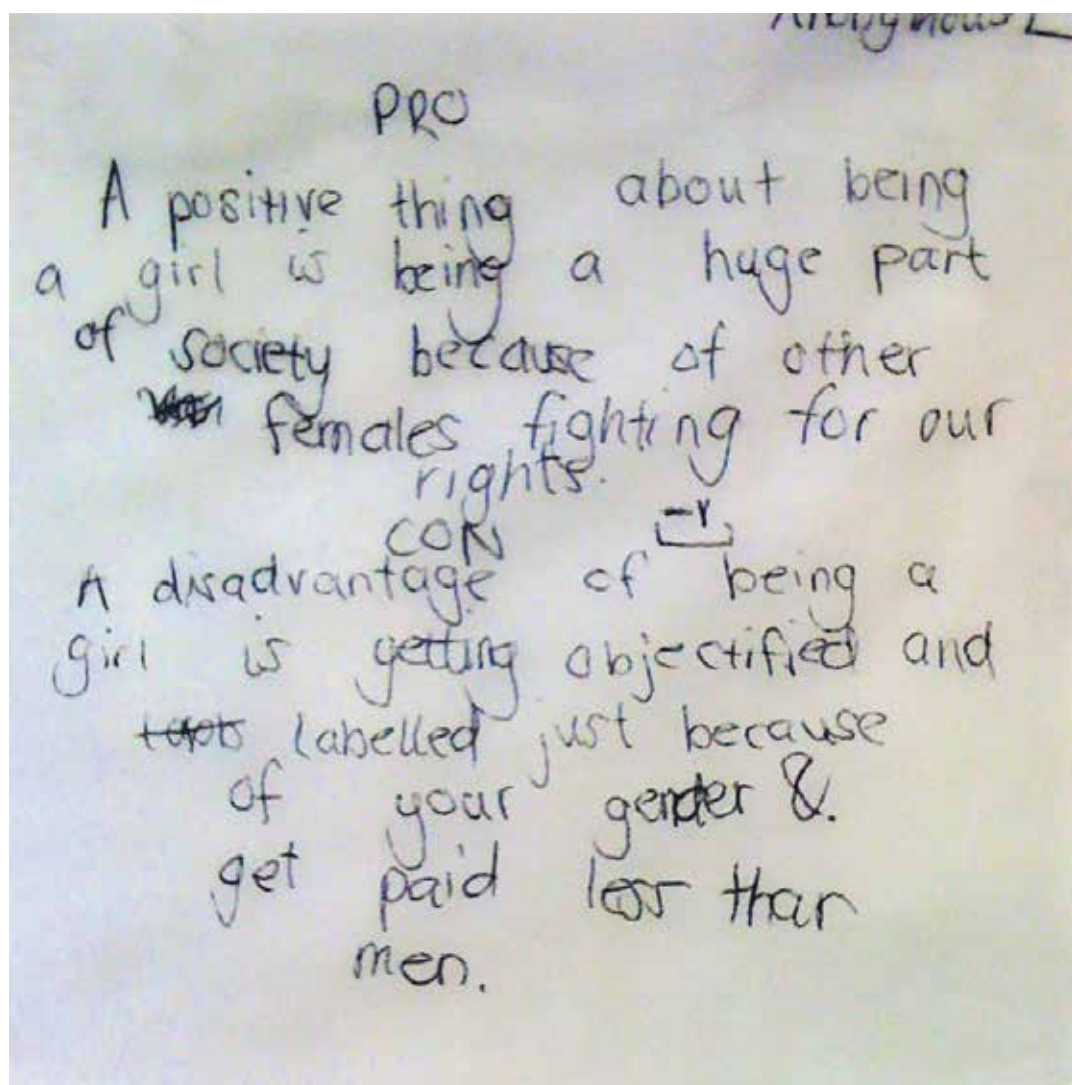 Anonymous
PRO
A positive thing about being
a girl is being a huge part
of society because of other
females fighting for our
rights.
CON
A disadvantage of being a
girl is getting objectified and
labelled just because
of your gender &.
get paid less than
men.